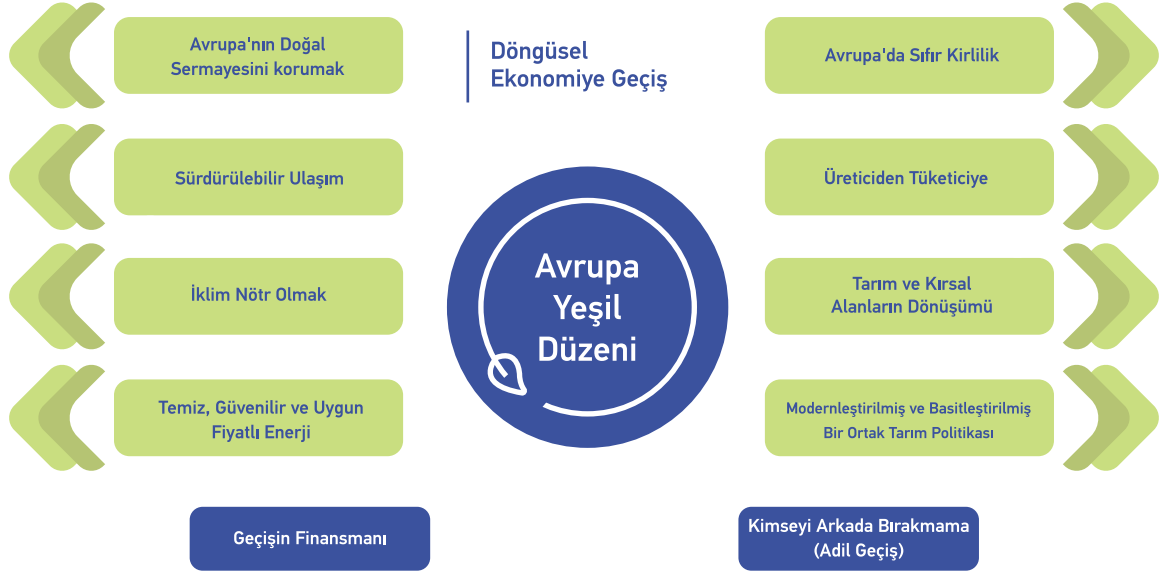 Avrupa'nın Doğal
Sermayesini korumak
Sürdürülebilir Ulaşım
İklim Nötr Olmak
Temiz, Güvenilir ve Uygun
Fiyatlı Enerji
Döngüsel
Ekonomiye Geçiş
Avrupa
Yeşil
Düzeni
Avrupa'da Sıfır Kirlilik
Üreticiden Tüketiciye
Tarım ve Kırsal
Alanların Dönüşümü
Modernleştirilmiş ve Basitleştirilmiş
Bir Ortak Tarım Politikası
Geçişin Finansmanı
Kimseyi Arkada Bırakmama
(Adil Geçiş)